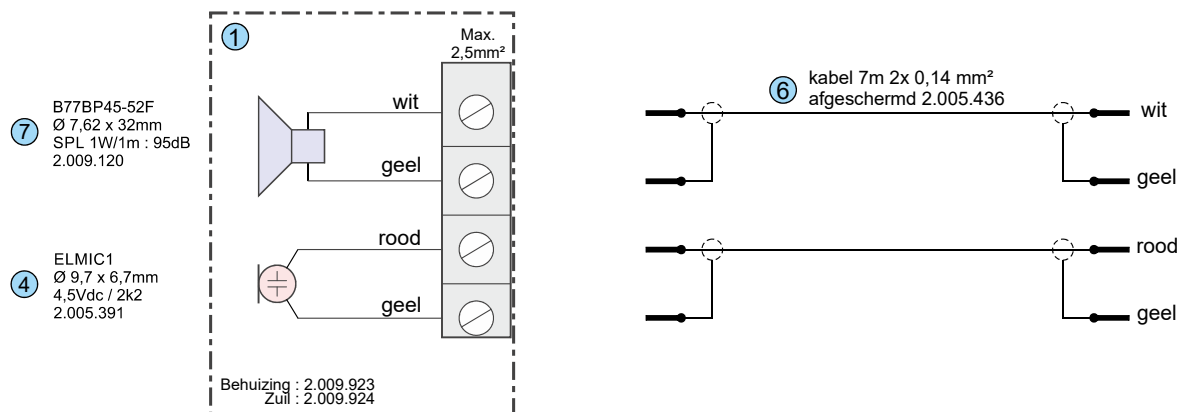 1
Max.
2,5mm²
7
B77BP45-52F
Ø 7,62 x 32mm
SPL 1W/1m : 95dB
2.009.120
wit
geel
4
ELMIC1
Ø 9,7 x 6,7mm
4,5Vdc / 2k2
2.005.391
rood
geel
Behuizing : 2.009.923
Zuil : 2.009.924
6
kabel 7m 2x 0,14 mm²
afgeschermd 2.005.436
wit
geel
rood
geel